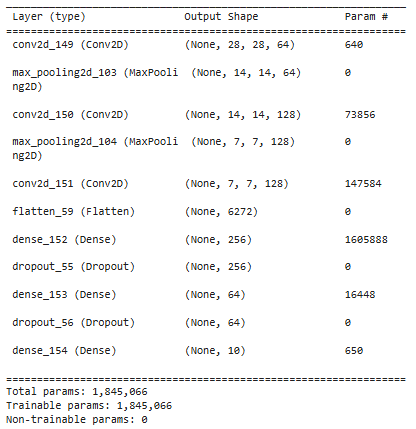 Layer (type) Output Shape Param #
=================================================================
conv2d_149 (Conv2D) (None, 28, 28, 64) 640
max_pooling2d_103 (MaxPooli (None, 14, 14, 64) 0
ng2D)
conv2d_150 (Conv2D) (None, 14, 14, 128) 73856
max_pooling2d_104 (MaxPooli (None, 7, 7, 128) 0
ng2D)
conv2d_151 (Conv2D) (None, 7, 7, 128) 147584
flatten_59 (Flatten) (None, 6272) 0
dense_152 (Dense) (None, 256) 1605888
dropout_55 (Dropout) (None, 256) 0
dense_153 (Dense) (None, 64) 16448
dropout_56 (Dropout) (None, 64) 0
dense_154 (Dense) (None, 10) 650
=================================================================
Total params: 1,845,066
Trainable params: 1,845,066
Non-trainable params: 0